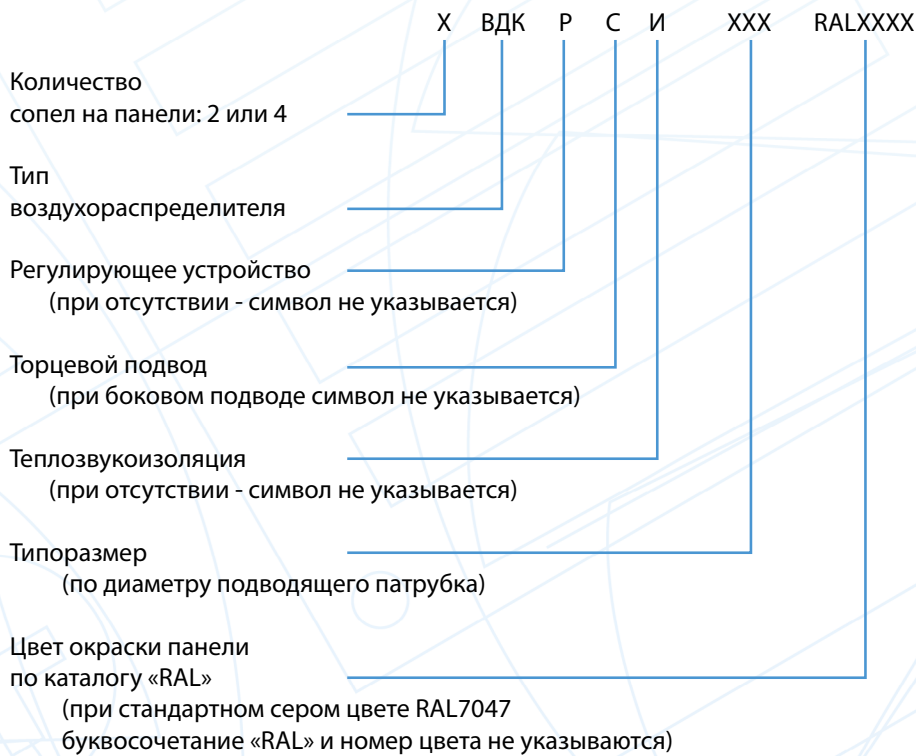 Х ВДК Р С И ХХХ RALXXXX
Количество
сопел на панели: 2 или 4
Тип
воздухораспределителя
Регулирующее устройство
(при отсутствии - символ не указывается)
Торцевой подвод
(при боковом подводе символ не указывается)
Теплозвукоизоляция
(при отсутствии - символ не указывается)
Типоразмер
(по диаметру подводящего патрубка)
Цвет окраски панели
по каталогу «RAL»
(при стандартном сером цвете RAL7047
буквосочетание «RAL» и номер цвета не указываются)